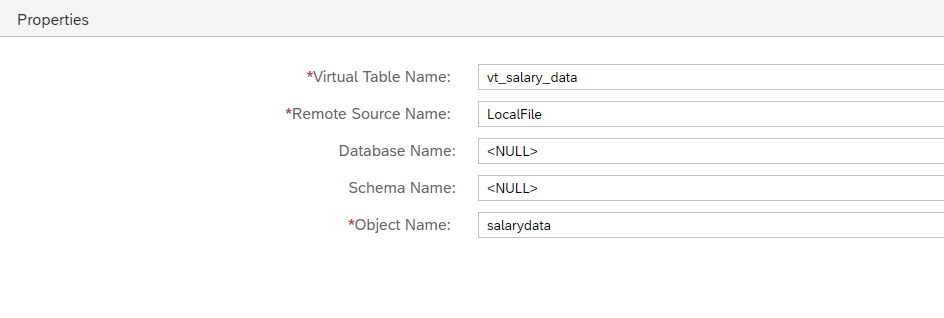 Properties
*Virtual Table Name: vt_salary_data
*Remote Source Name: LocalFile
Database Name: <NULL>
Schema Name: <NULL>
*Object Name: salarydata